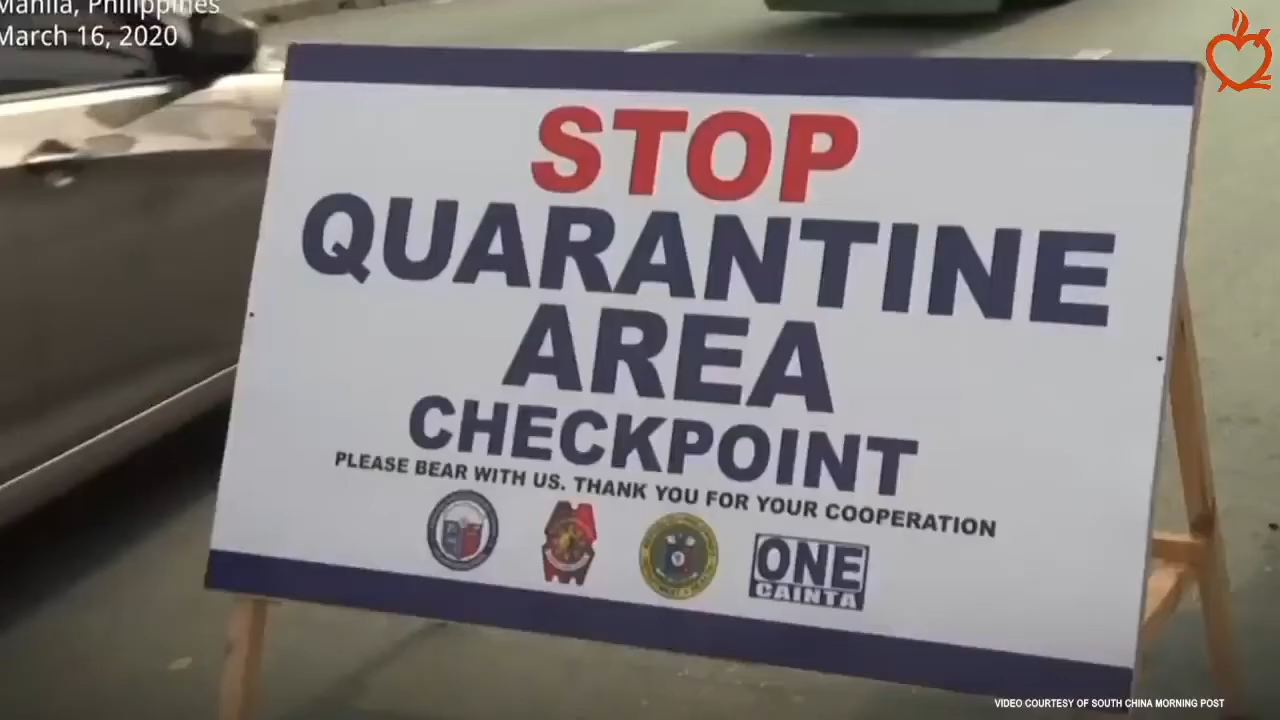 Manila, Philippines
March 16, 2020
STOP
QUARANTINE
AREA
CHECKPOINT
PLEASE BEAR WITH US. THANK YOU FOR YOUR COOPERATION
ONE
CAINTA
VIDEO COURTESY OF SOUTH CHINA MORNING POST